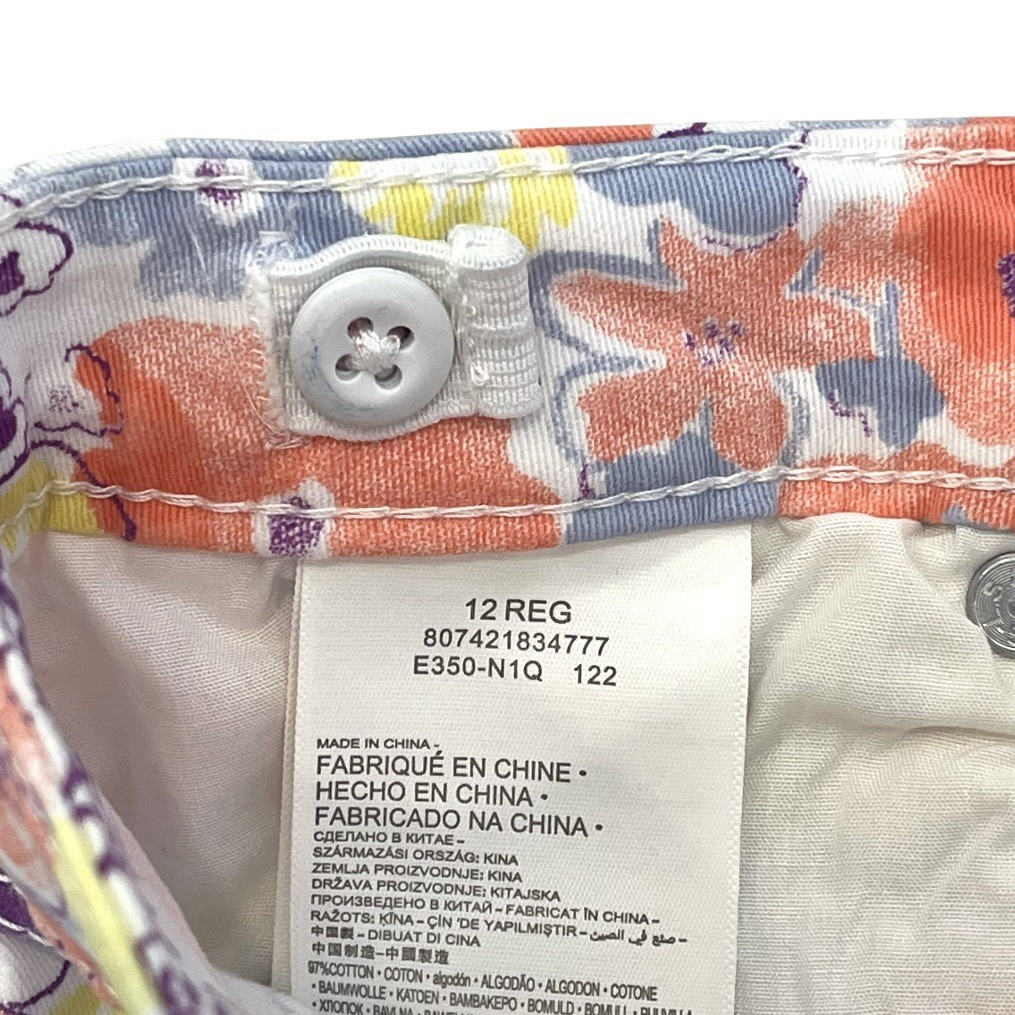 12 REG
807421834777
E350-N1Q 122
MADE IN CHINA -
FABRIQUÉ EN CHINE •
HECHO EN CHINA •
FABRICADO NA CHINA •
СДЕЛАНО В КИТАЕ –
SZÁRMAZÁSI ORSZÁG: KINA
ZEMLJA PROIZVODNJE: KINA
DRŽAVA PROIZVODNJE: KITAJSKA
ПРОИЗВЕДЕНО В КИТАЙ – FABRICAT ÎN CHINA –
RAŽOTS: ĶĪNA – ÇIN 'DE YAPILMIŞTIR – صنع في الصين –
中国製 – DIBUAT DI CINA
中国制造 – 中國製造
97%COTTON • COTON • algodón • ALGODÃO • ALGODON • COTONE
• BAUMWOLLE • KATOEN • BAMBAKEPO • BOMULD • BOMULL •
• ХЛОПОК •